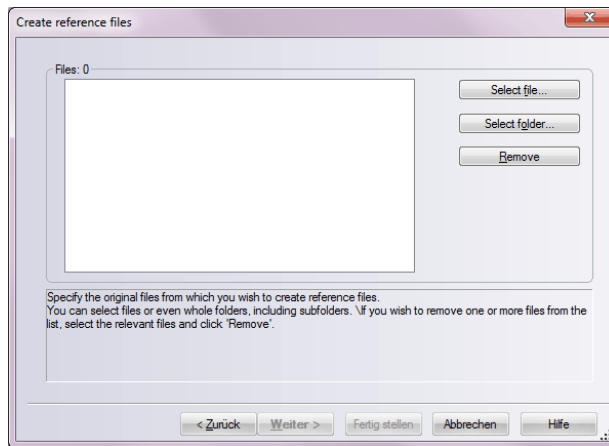 Create reference files
Files: 0
Select file...
Select folder...
Remove
Specify the original files from which you wish to create reference files.
You can select files or even whole folders, including subfolders. \If you wish to remove one or more files from the
list, select the relevant files and click 'Remove'.
< Zurück
Weiter >
Fertig stellen
Abbrechen
Hilfe